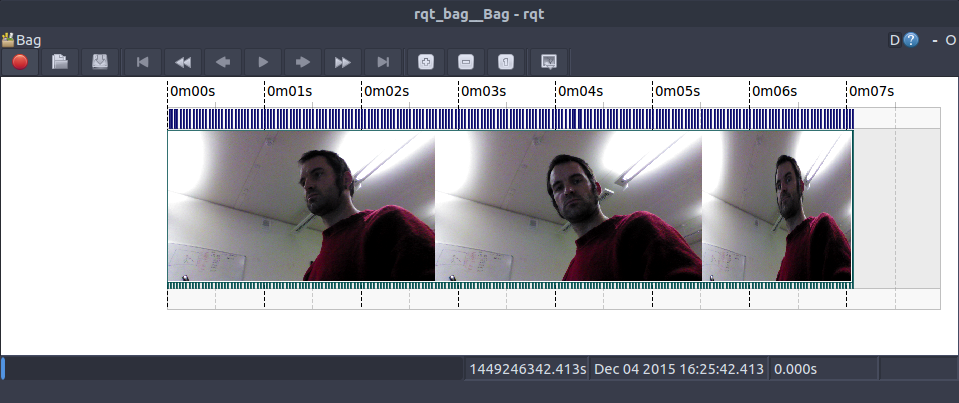 rqt_bag__Bag - rqt
Bag
D ? - O
0m00s 0m01s 0m02s 0m03s 0m04s 0m05s 0m06s 0m07s
1449246342.413s Dec 04 2015 16:25:42.413 0.000s